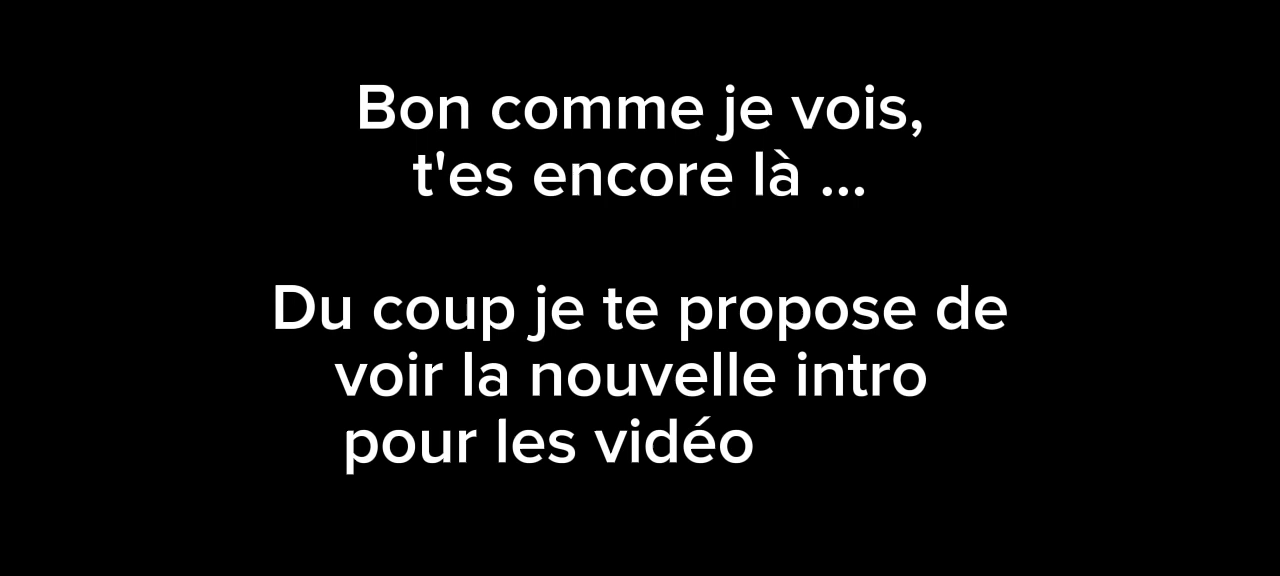 Bon comme je vois,
t'es encore là ...
Du coup je te propose de
voir la nouvelle intro
pour les vidéo